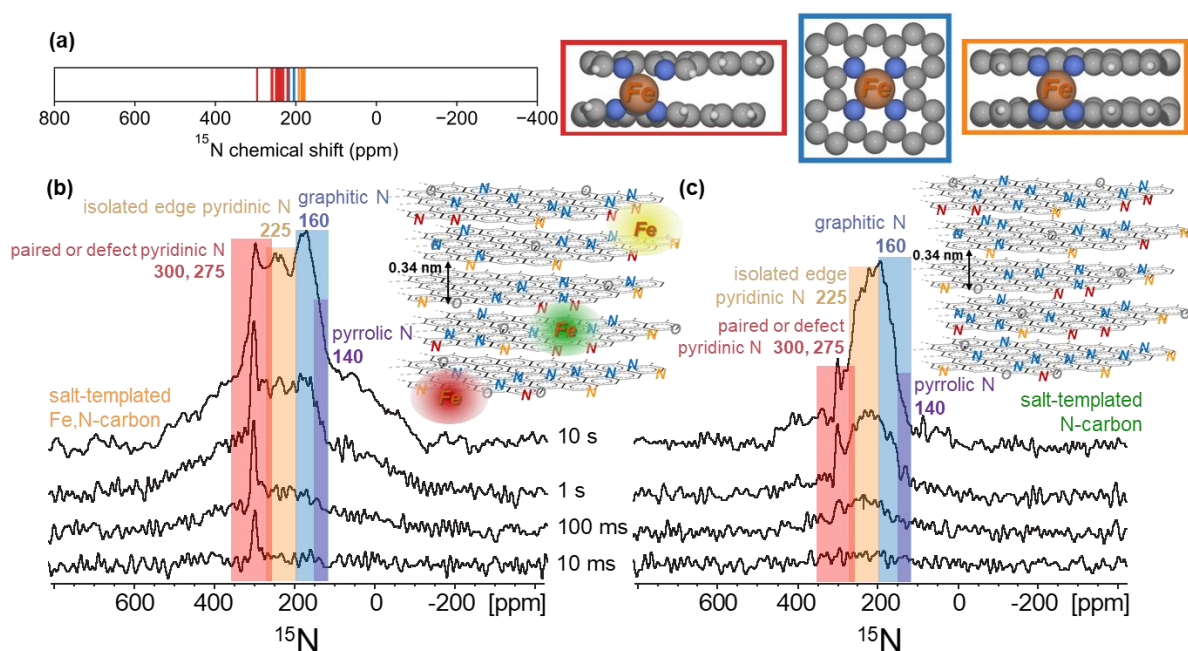 (a)
800 600 400 200 0 −200 −400
¹⁵N chemical shift (ppm)
Fe
Fe
Fe
(b)
graphitic N
160
isolated edge pyridinic N
225
paired or defect pyridinic N
300, 275
pyrrolic N
140
salt-templated
Fe,N-carbon
0.34 nm
Fe
Fe
Fe
10 s
1 s
100 ms
10 ms
600 400 200 0 -200 [ppm]
¹⁵N
(c)
graphitic N
160
isolated edge
pyridinic N 225
paired or defect
pyridinic N 300, 275
pyrrolic N
140
0.34 nm
salt-templated
N-carbon
600 400 200 0 -200 [ppm]
¹⁵N